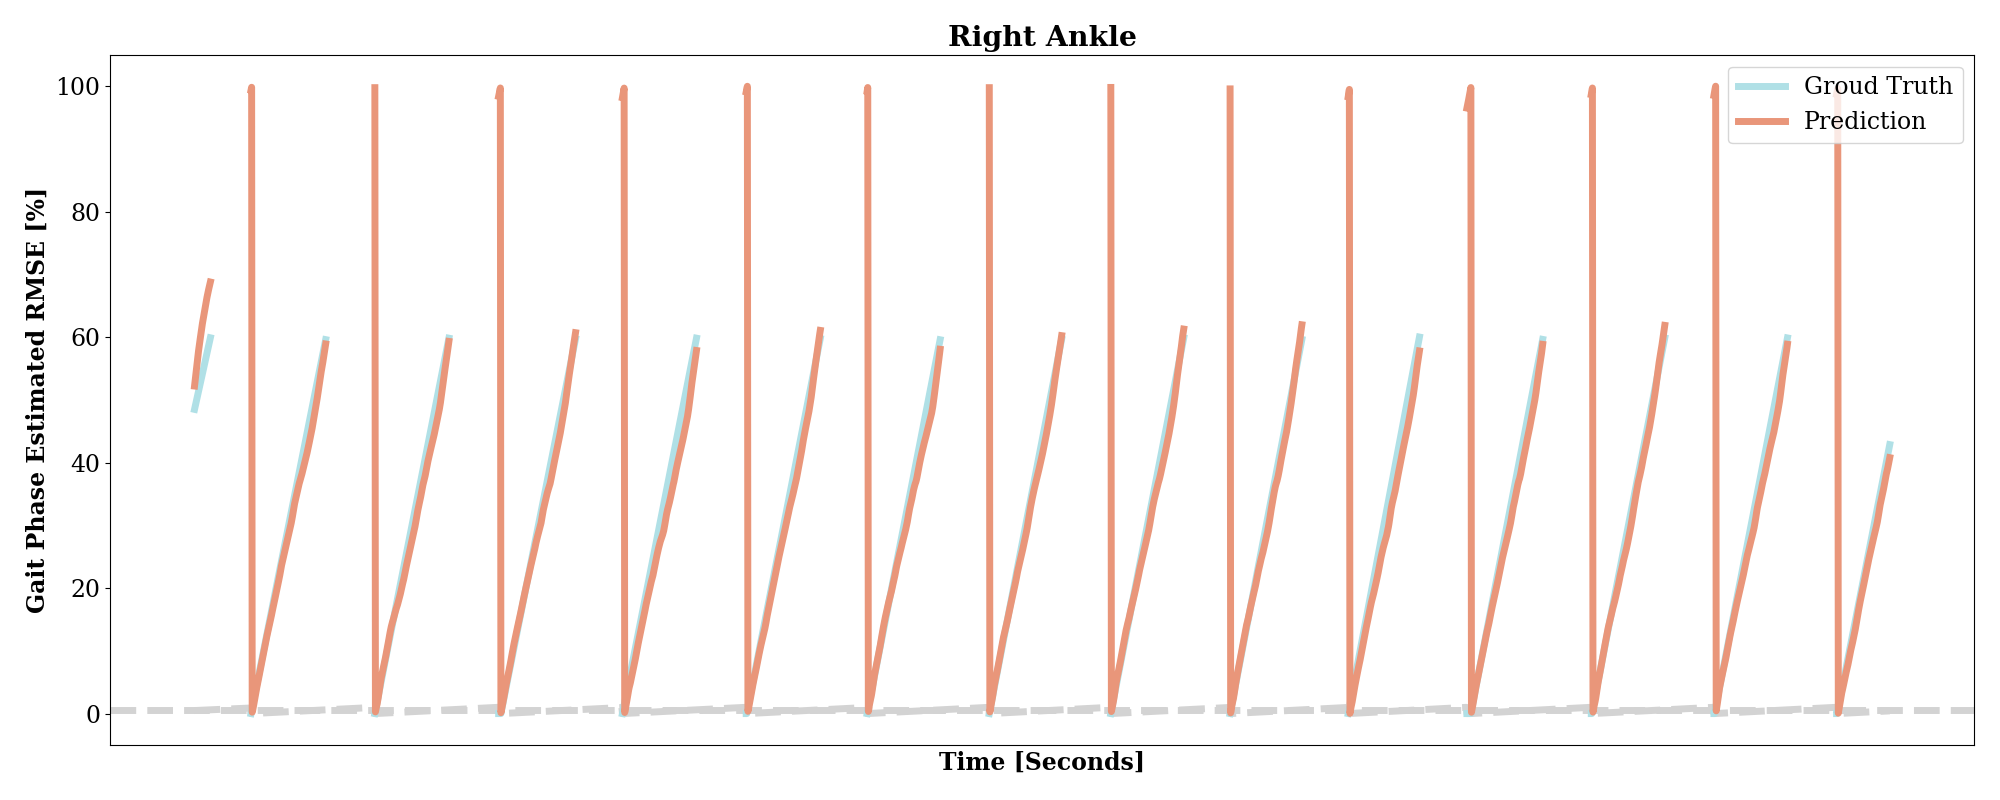 Right Ankle
Groud Truth
Prediction
Gait Phase Estimated RMSE [%]
100
80
60
40
20
0
Time [Seconds]